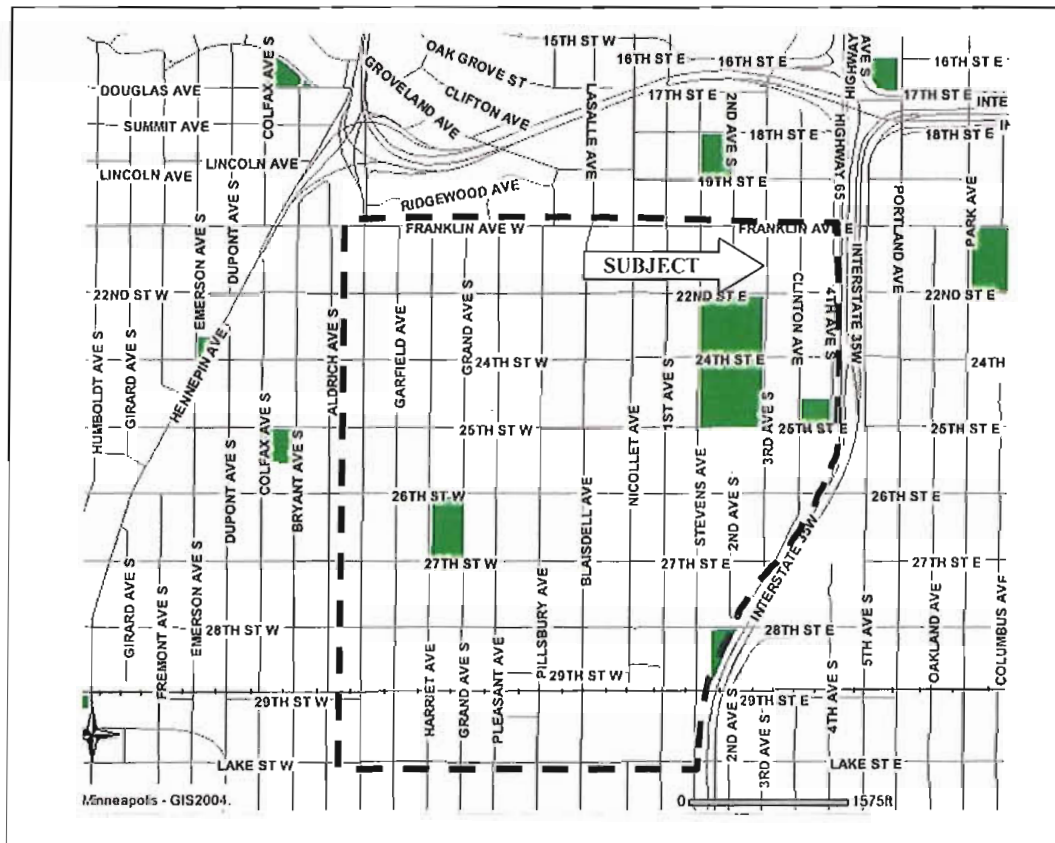 15TH ST W
16TH ST E
AVE S
HIGHWAY
16TH ST E
OAK GROVE ST
DOUGLAS AVE
COLFAX AVE S
GROVELAND AVE
CLIFTON AVE
LASALLE AVE
17TH ST E
2ND AVE S
17TH ST E
INTE
SUMMIT AVE
18TH ST E
HIGHWAY 65
18TH ST E
LINCOLN AVE
LINCOLN AVE
19TH ST E
RIDGEWOOD AVE
DUPONT AVE S
EMERSON AVE S
PORTLAND AVE
PARK AVE
FRANKLIN AVE W
FRANKLIN AVE E
SUBJECT
22ND ST W
22ND ST E
22ND ST E
CLINTON AVE
4TH AVE S
INTERSTATE 35W
HUMBOLDT AVE S
GIRARD AVE S
HENNEPIN AVE
ALDRICH AVE S
GARFIELD AVE
GRAND AVE S
24TH ST W
24TH ST E
24TH
1ST AVE S
3RD AVE S
25TH ST W
25TH ST E
25TH ST E
COLFAX AVE S
BRYANT AVE S
DUPONT AVE S
NICOLLET AVE
STEVENS AVE
2ND AVE S
26TH ST W
26TH ST E
BLAISDELL AVE
27TH ST W
27TH ST E
27TH ST E
INTERSTATE 35W
GIRARD AVE S
FREMONT AVE S
EMERSON AVE S
PILLSBURY AVE
28TH ST W
28TH ST E
5TH AVE S
OAKLAND AVE
COLUMBUS AVE
HARRIET AVE
GRAND AVE S
PLEASANT AVE
29TH ST W
29TH ST W
29TH ST E
2ND AVE S
3RD AVE S
4TH AVE S
LAKE ST W
LAKE ST E
Minneapolis - GIS2004.
0
1575ft